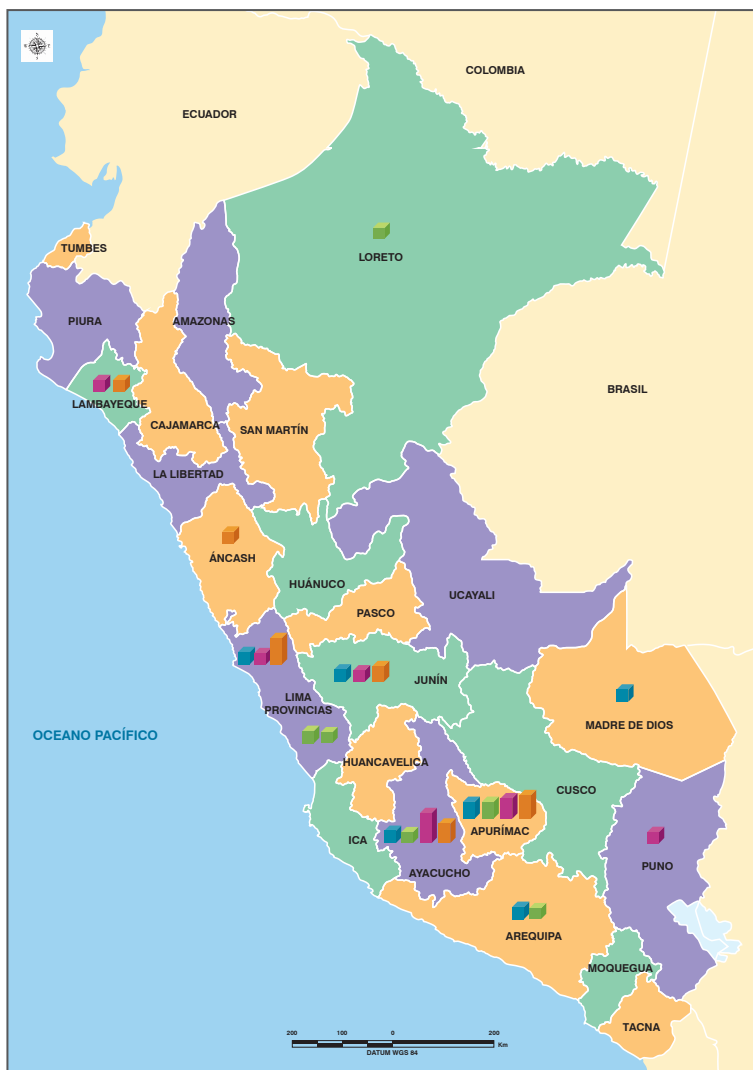 COLOMBIA
ECUADOR
TUMBES
LORETO
PIURA
AMAZONAS
BRASIL
LAMBAYEQUE
CAJAMARCA
SAN MARTÍN
LA LIBERTAD
ÁNCASH
HUÁNUCO
UCAYALI
PASCO
JUNÍN
LIMA
PROVINCIAS
MADRE DE DIOS
OCEANO PACÍFICO
HUANCAVELICA
CUSCO
ICA
APURÍMAC
PUNO
AYACUCHO
AREQUIPA
MOQUEGUA
TACNA
200 100 0 200
Km
DATUM WGS 84